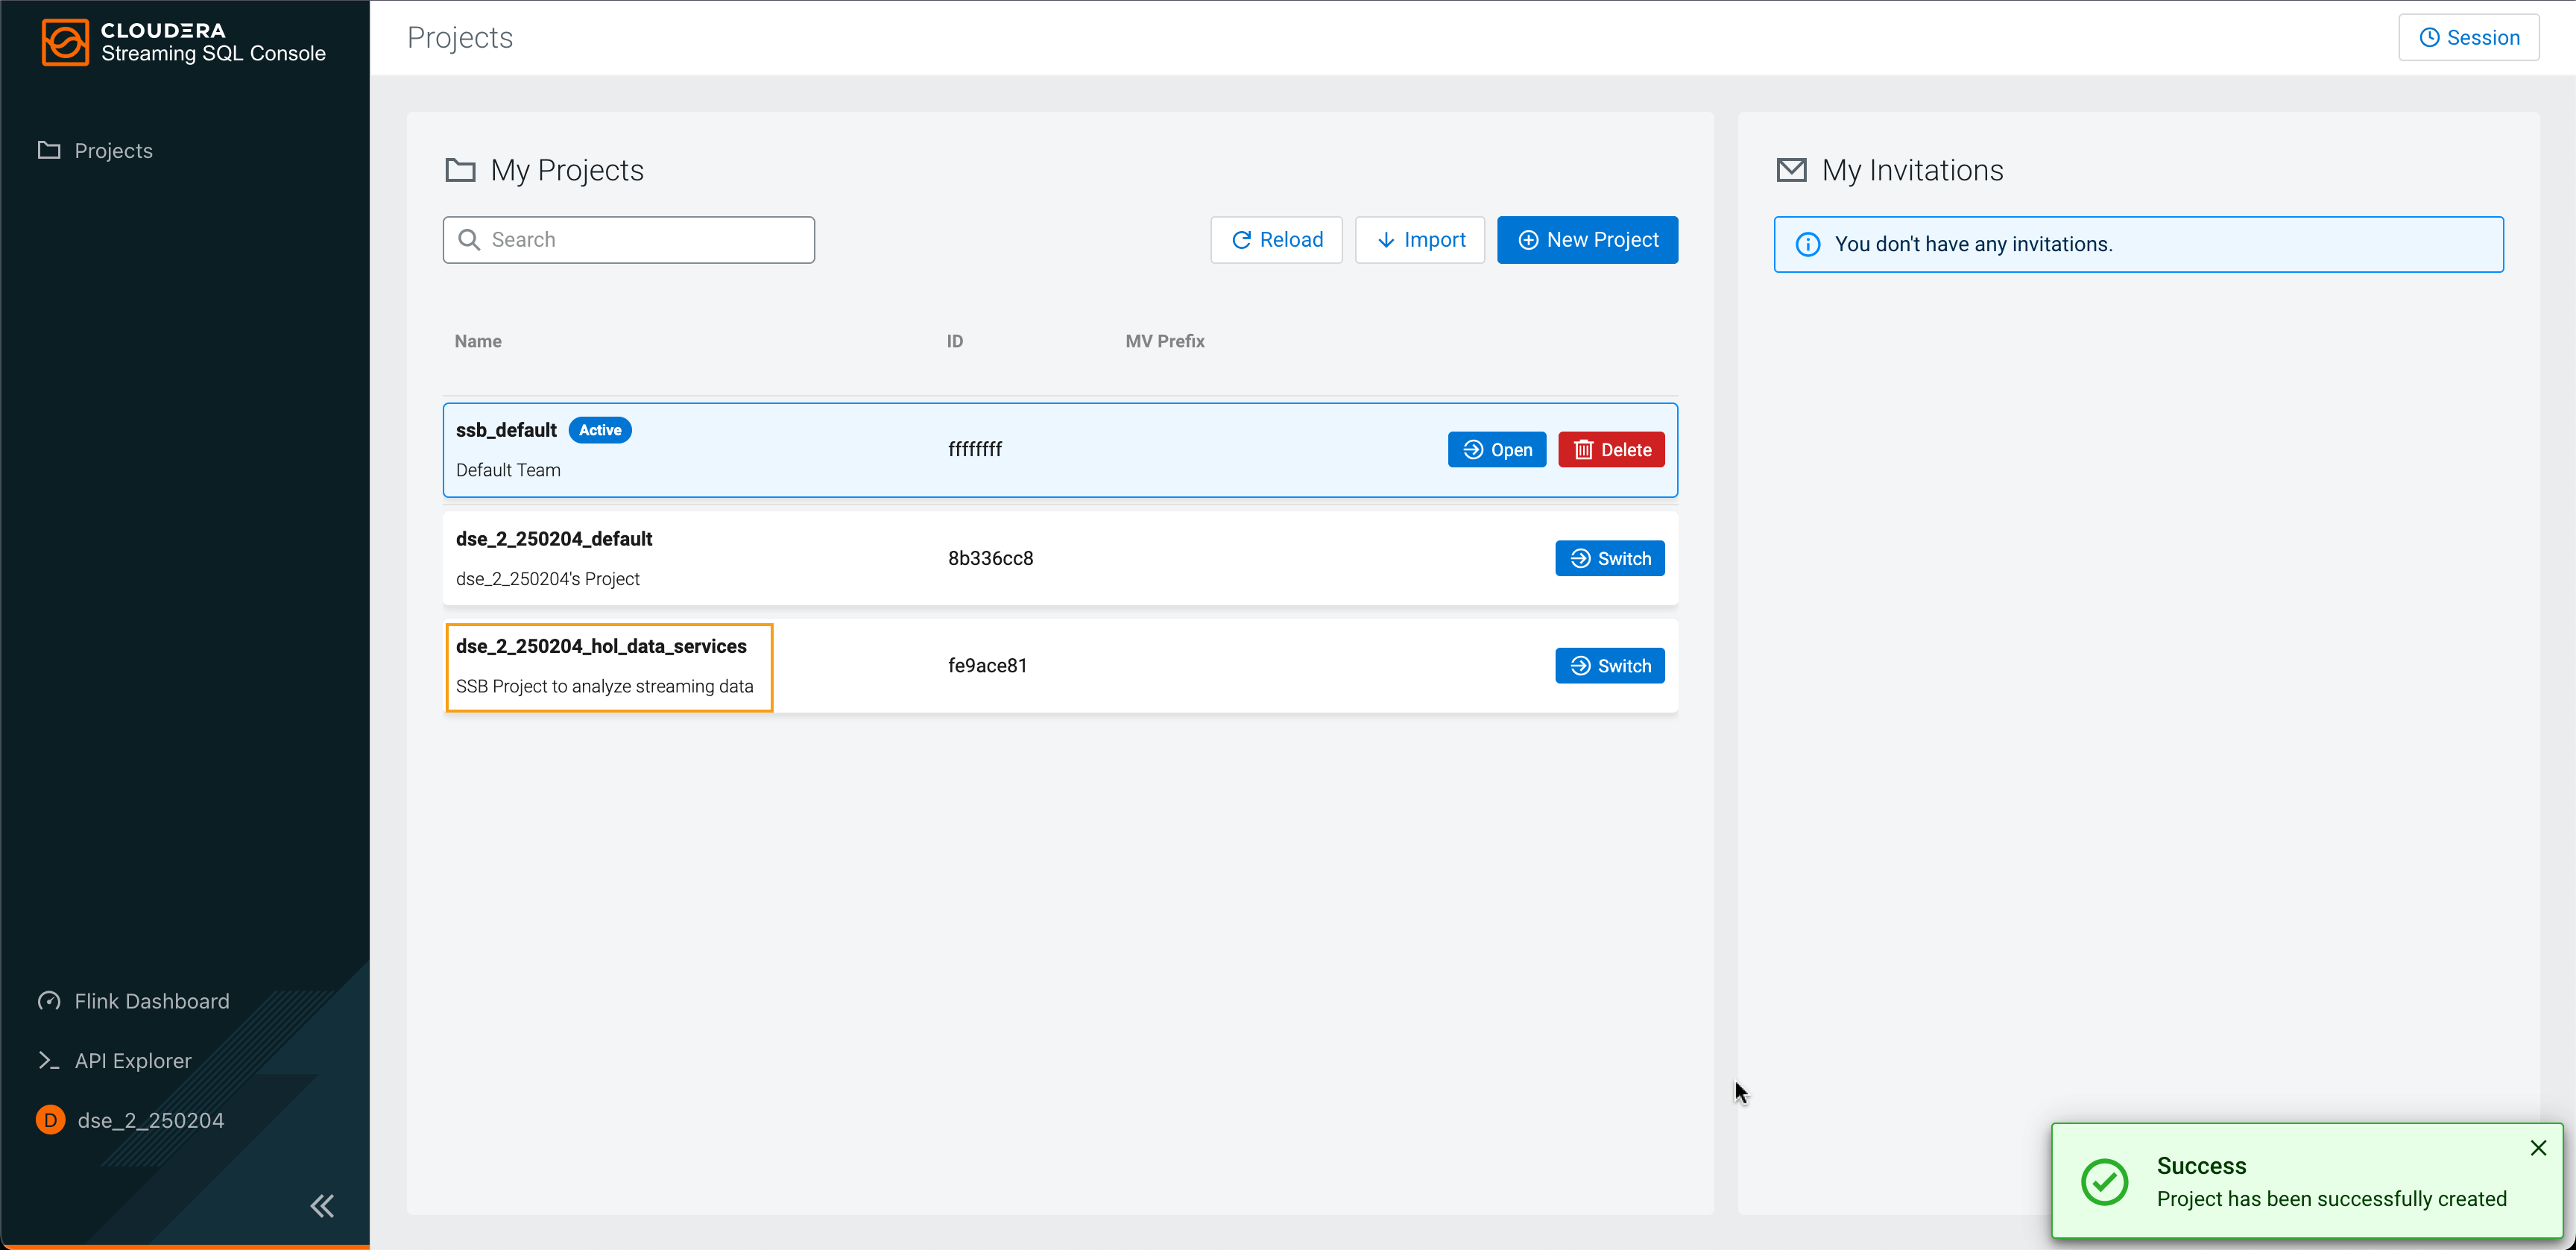 CLOUDERA
Streaming SQL Console
Projects
Session
Projects
My Projects
Search
Reload
Import
New Project
Name
ID
MV Prefix
ssb_default
Active
Default Team
ffffffff
Open
Delete
dse_2_250204_default
dse_2_250204's Project
8b336cc8
Switch
dse_2_250204_hol_data_services
SSB Project to analyze streaming data
fe9ace81
Switch
My Invitations
You don't have any invitations.
Flink Dashboard
API Explorer
D
dse_2_250204
Success
Project has been successfully created